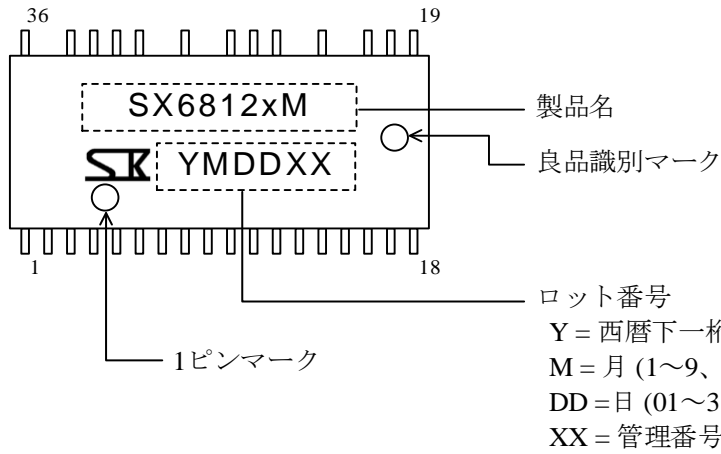 36 19
SX6812xM
製品名
良品識別マーク
SK YMDDXX
1 18
ロット番号
Y = 西暦下一桁
M = 月 (1～9、
DD =日 (01～3
XX = 管理番号
1ピンマーク